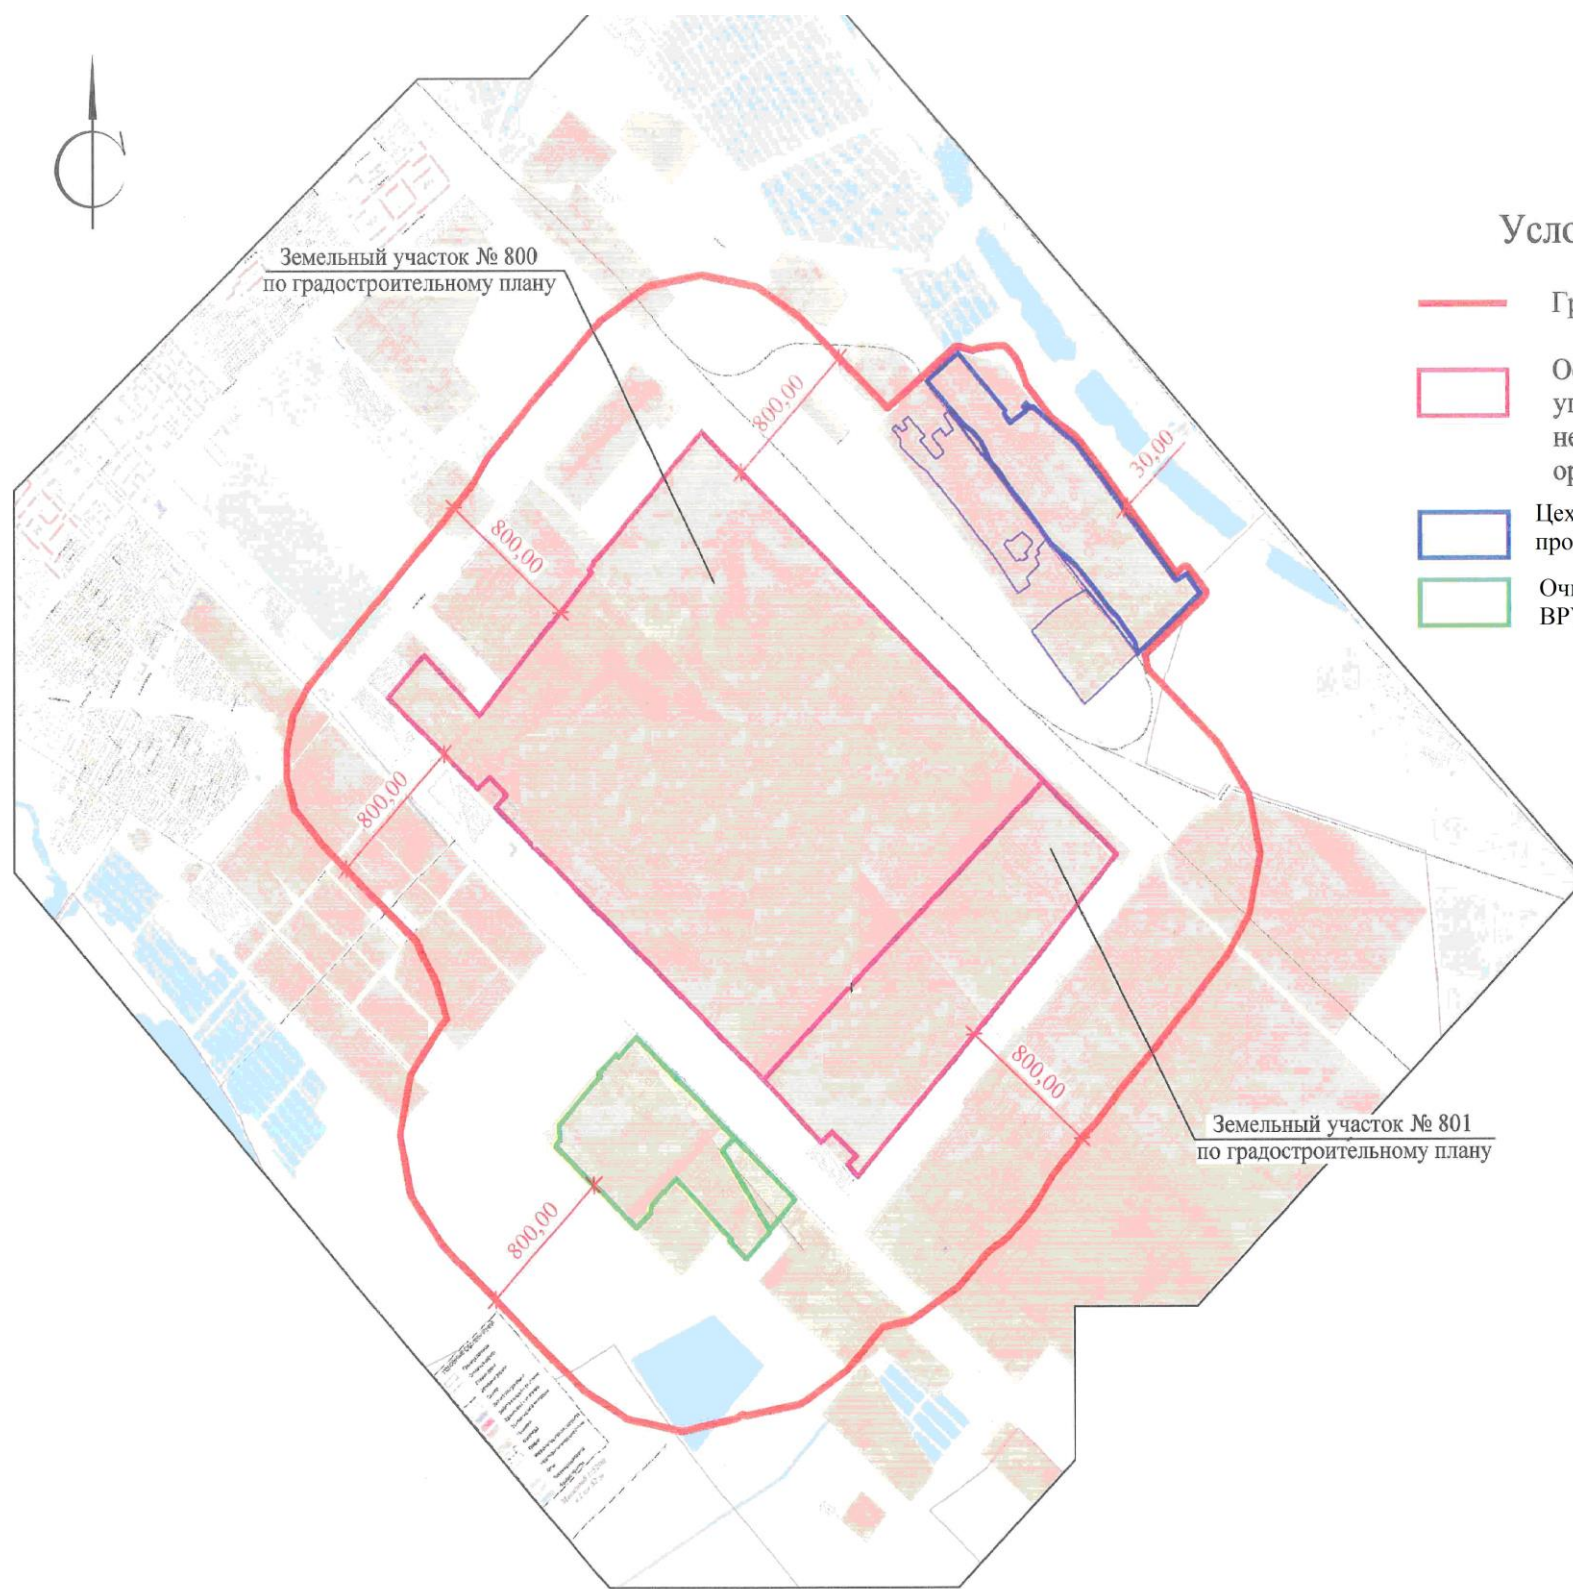 С
Земельный участок № 800
по градостроительному плану
Усло
Гр
Ос
уг
не
ор
Цех
про
Очи
ВРУ
800,00
30,00
800,00
800,00
800,00
800,00
Земельный участок № 801
по градостроительному плану